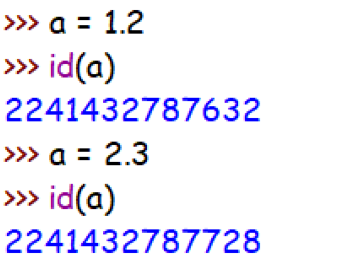 >>> a = 1.2
>>> id(a)
2241432787632
>>> a = 2.3
>>> id(a)
2241432787728